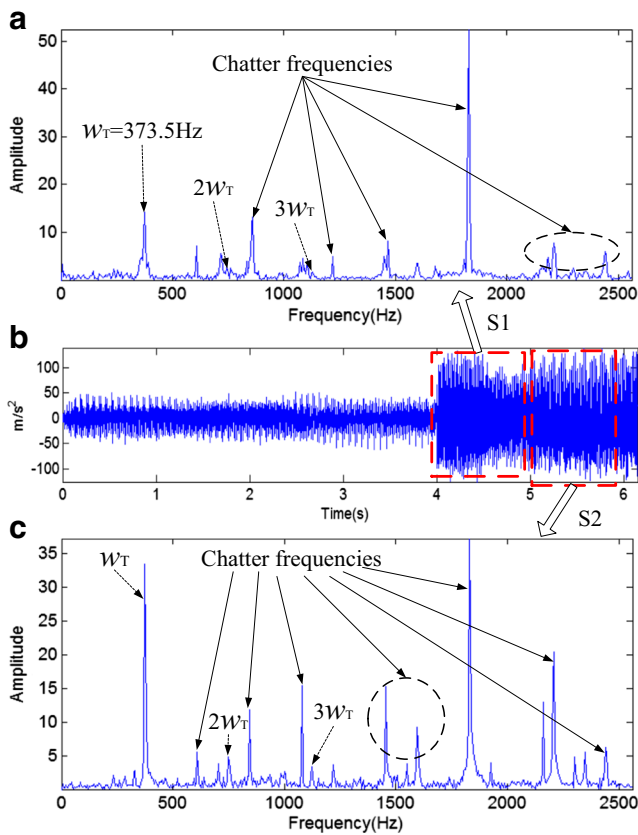 a
50
40
30
20
10
Amplitude
Chatter frequencies
wT=373.5Hz
2wT
3wT
0 500 1000 1500 2000 2500
Frequency(Hz)
S1
b
100
50
0
-50
-100
m/s²
0 1 2 3 4 5 6
Time(s)
S2
c
35
30
25
20
15
10
5
Amplitude
wT
Chatter frequencies
2wT
3wT
0 500 1000 1500 2000 2500
Frequency(Hz)